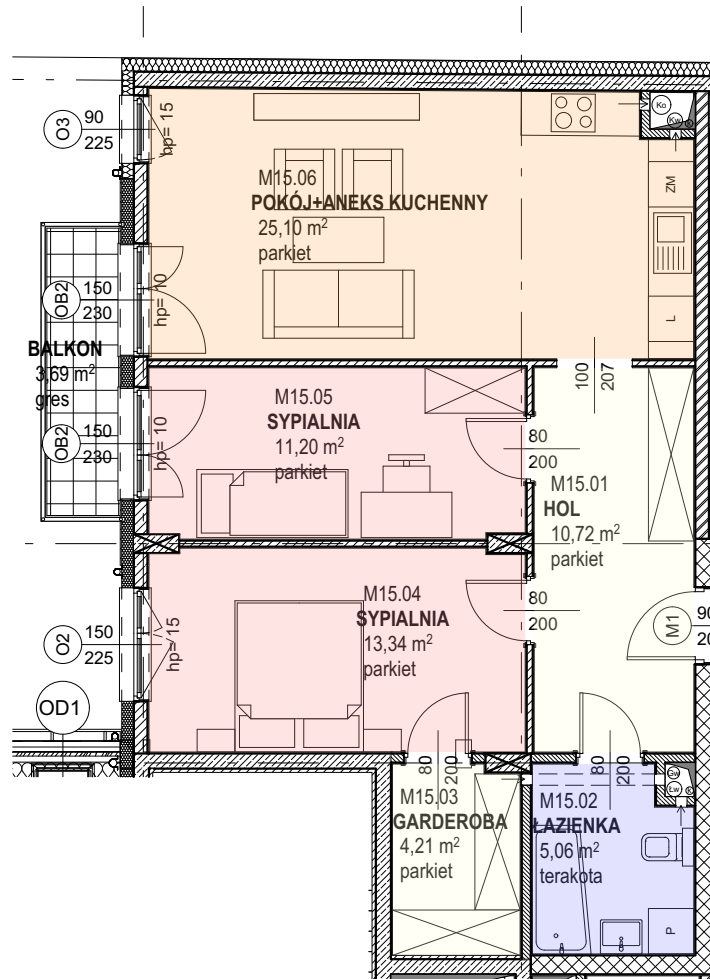 O3
90
225
hp= 15
Ko
Kw
K
M15.06
POKÓJ+ANEKS KUCHENNY
25,10 m²
parkiet
ZM
L
OB2
150
230
hp= 10
BALKON
3,69 m²
gres
100
207
M15.05
SYPIALNIA
11,20 m²
parkiet
OB2
150
230
hp= 10
80
200
M15.01
HOL
10,72 m²
parkiet
M15.04
SYPIALNIA
13,34 m²
parkiet
80
200
M1
90
20
O2
150
225
hp= 15
OD1
80
200
80
200
Gw
Łw
K
M15.03
GARDEROBA
4,21 m²
parkiet
M15.02
ŁAZIENKA
5,06 m²
terakota
P